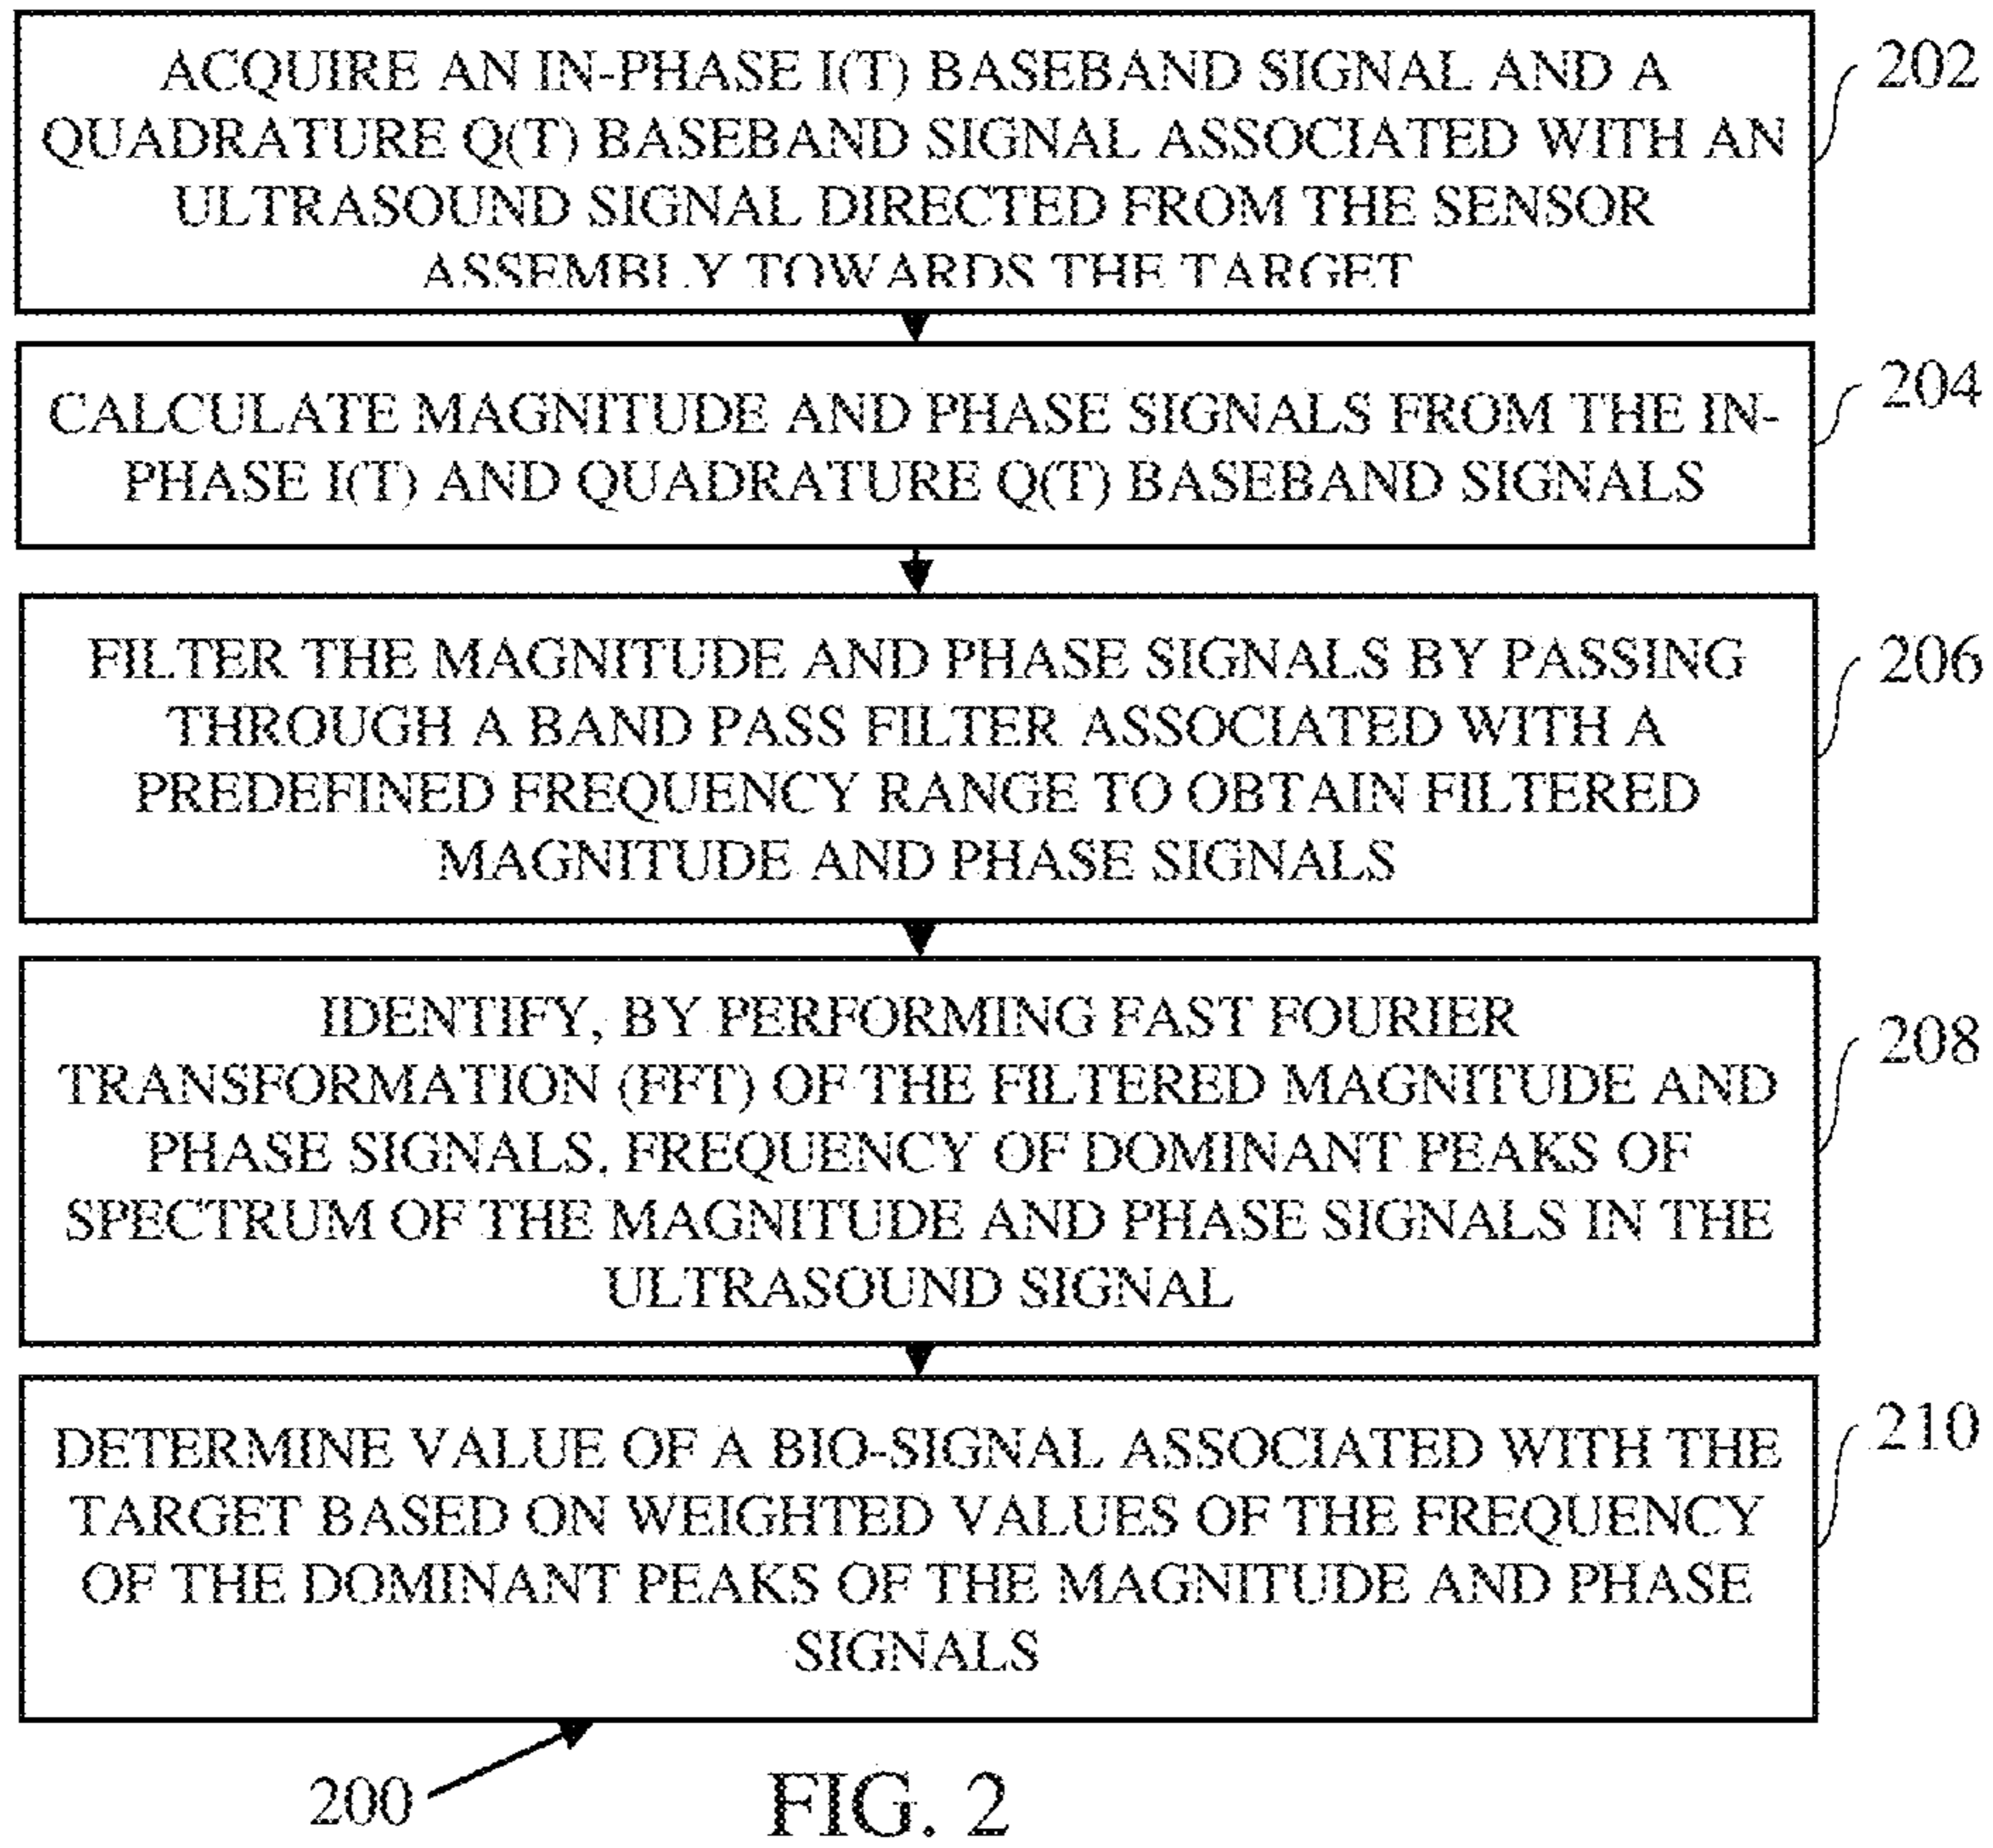 ACQUIRE AN IN-PHASE I(T) BASEBAND SIGNAL AND A
QUADRATURE Q(T) BASEBAND SIGNAL ASSOCIATED WITH AN
ULTRASOUND SIGNAL DIRECTED FROM THE SENSOR
ASSEMBLY TOWARDS THE TARGET
202
CALCULATE MAGNITUDE AND PHASE SIGNALS FROM THE IN-
PHASE I(T) AND QUADRATURE Q(T) BASEBAND SIGNALS
204
FILTER THE MAGNITUDE AND PHASE SIGNALS BY PASSING
THROUGH A BAND PASS FILTER ASSOCIATED WITH A
PREDEFINED FREQUENCY RANGE TO OBTAIN FILTERED
MAGNITUDE AND PHASE SIGNALS
206
IDENTIFY, BY PERFORMING FAST FOURIER
TRANSFORMATION (FFT) OF THE FILTERED MAGNITUDE AND
PHASE SIGNALS, FREQUENCY OF DOMINANT PEAKS OF
SPECTRUM OF THE MAGNITUDE AND PHASE SIGNALS IN THE
ULTRASOUND SIGNAL
208
DETERMINE VALUE OF A BIO-SIGNAL ASSOCIATED WITH THE
TARGET BASED ON WEIGHTED VALUES OF THE FREQUENCY
OF THE DOMINANT PEAKS OF THE MAGNITUDE AND PHASE
SIGNALS
210
200
FIG. 2